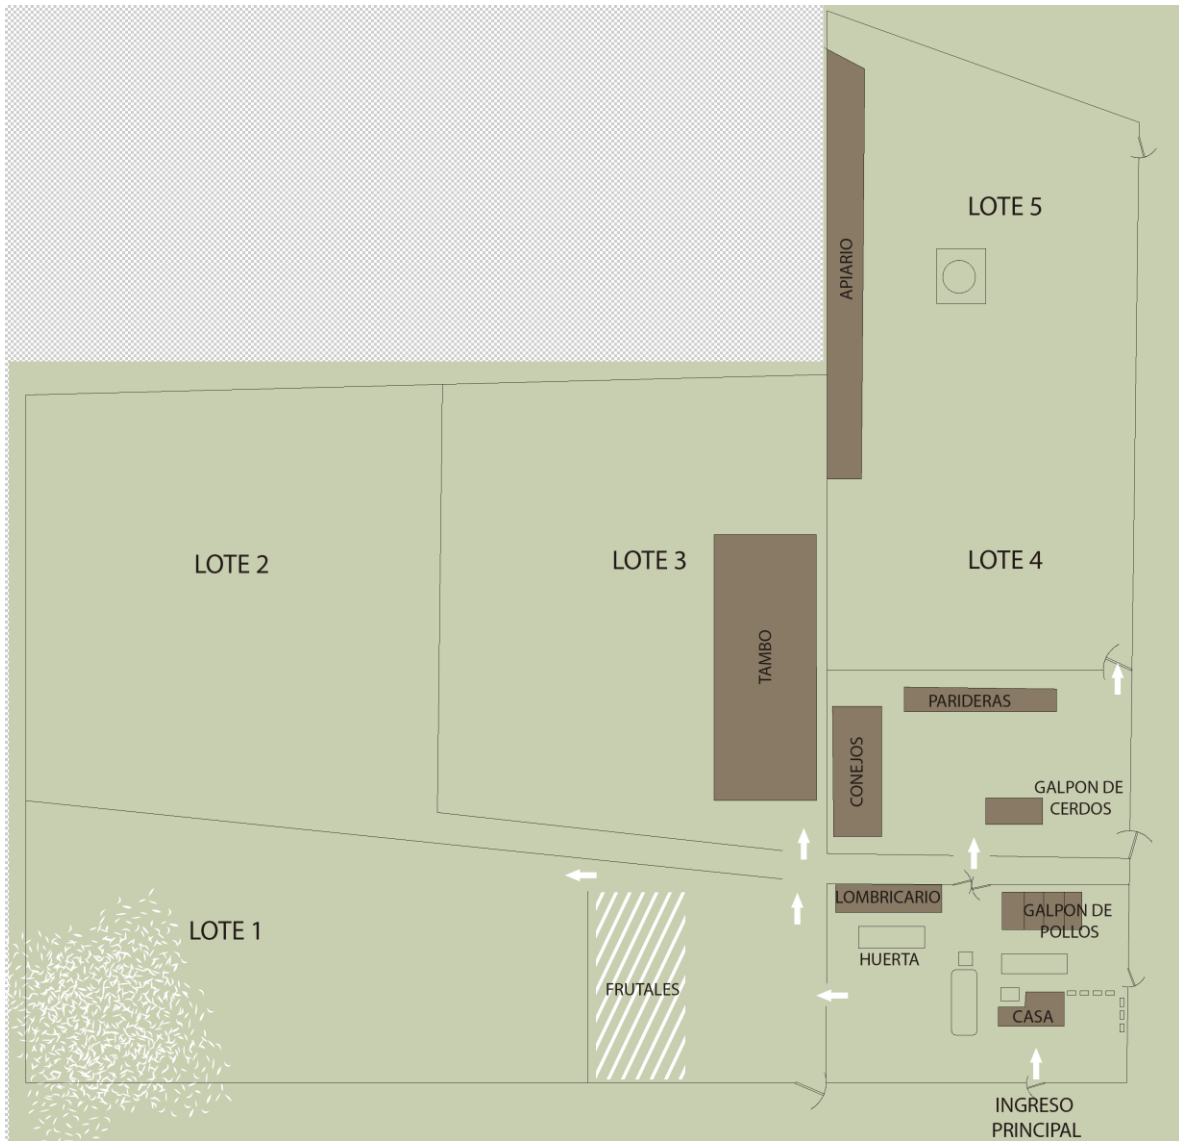 LOTE 5
APIARIO
LOTE 2
LOTE 3
LOTE 4
TAMBO
PARIDERAS
CONEJOS
GALPON DE
CERDOS
LOMBRICARIO
GALPON DE
POLLOS
LOTE 1
HUERTA
FRUTALES
CASA
INGRESO
PRINCIPAL